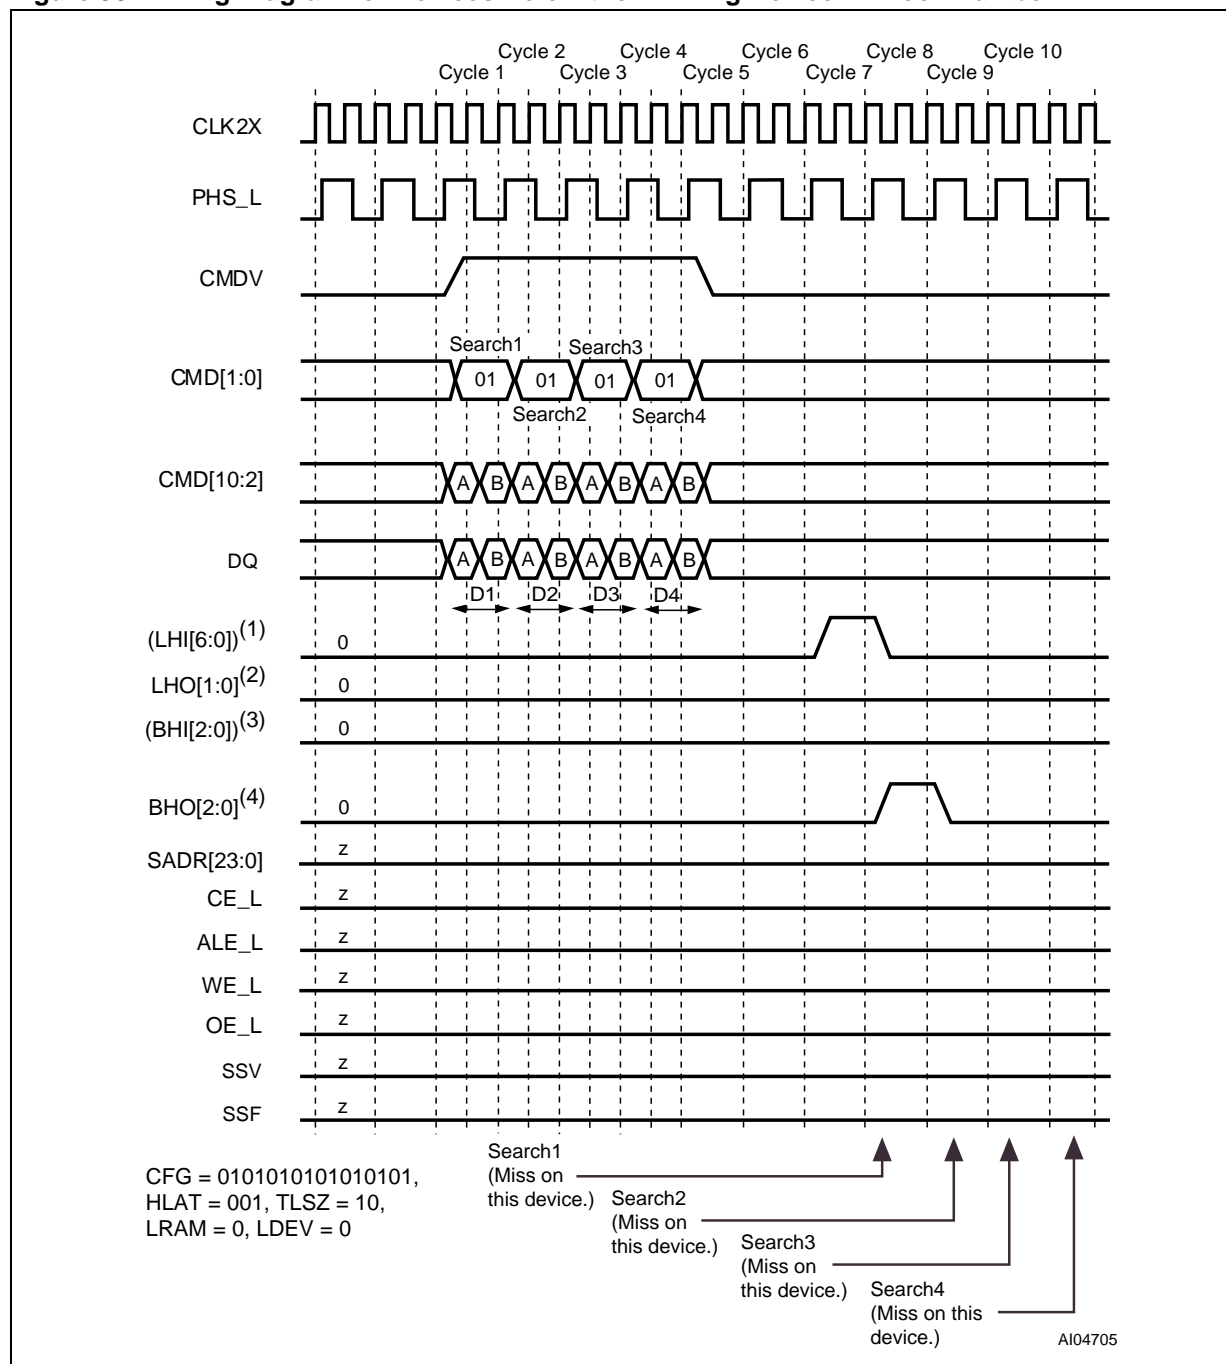 Cycle 2 Cycle 4 Cycle 6 Cycle 8 Cycle 10
Cycle 1 Cycle 3 Cycle 5 Cycle 7 Cycle 9
CLK2X
PHS_L
CMDV
Search1 Search3
CMD[1:0] 01 01 01 01
Search2 Search4
CMD[10:2] A B A B A B A B
DQ A B A B A B A B
D1 D2 D3 D4
(LHI[6:0])(1) 0
LHO[1:0](2) 0
(BHI[2:0])(3) 0
BHO[2:0](4) 0
SADR[23:0] z
CE_L z
ALE_L z
WE_L z
OE_L z
SSV z
SSF z
CFG = 0101010101010101,
HLAT = 001, TLSZ = 10,
LRAM = 0, LDEV = 0
Search1
(Miss on
this device.)
Search2
(Miss on
this device.)
Search3
(Miss on
this device.)
Search4
(Miss on this
device.)
AI04705